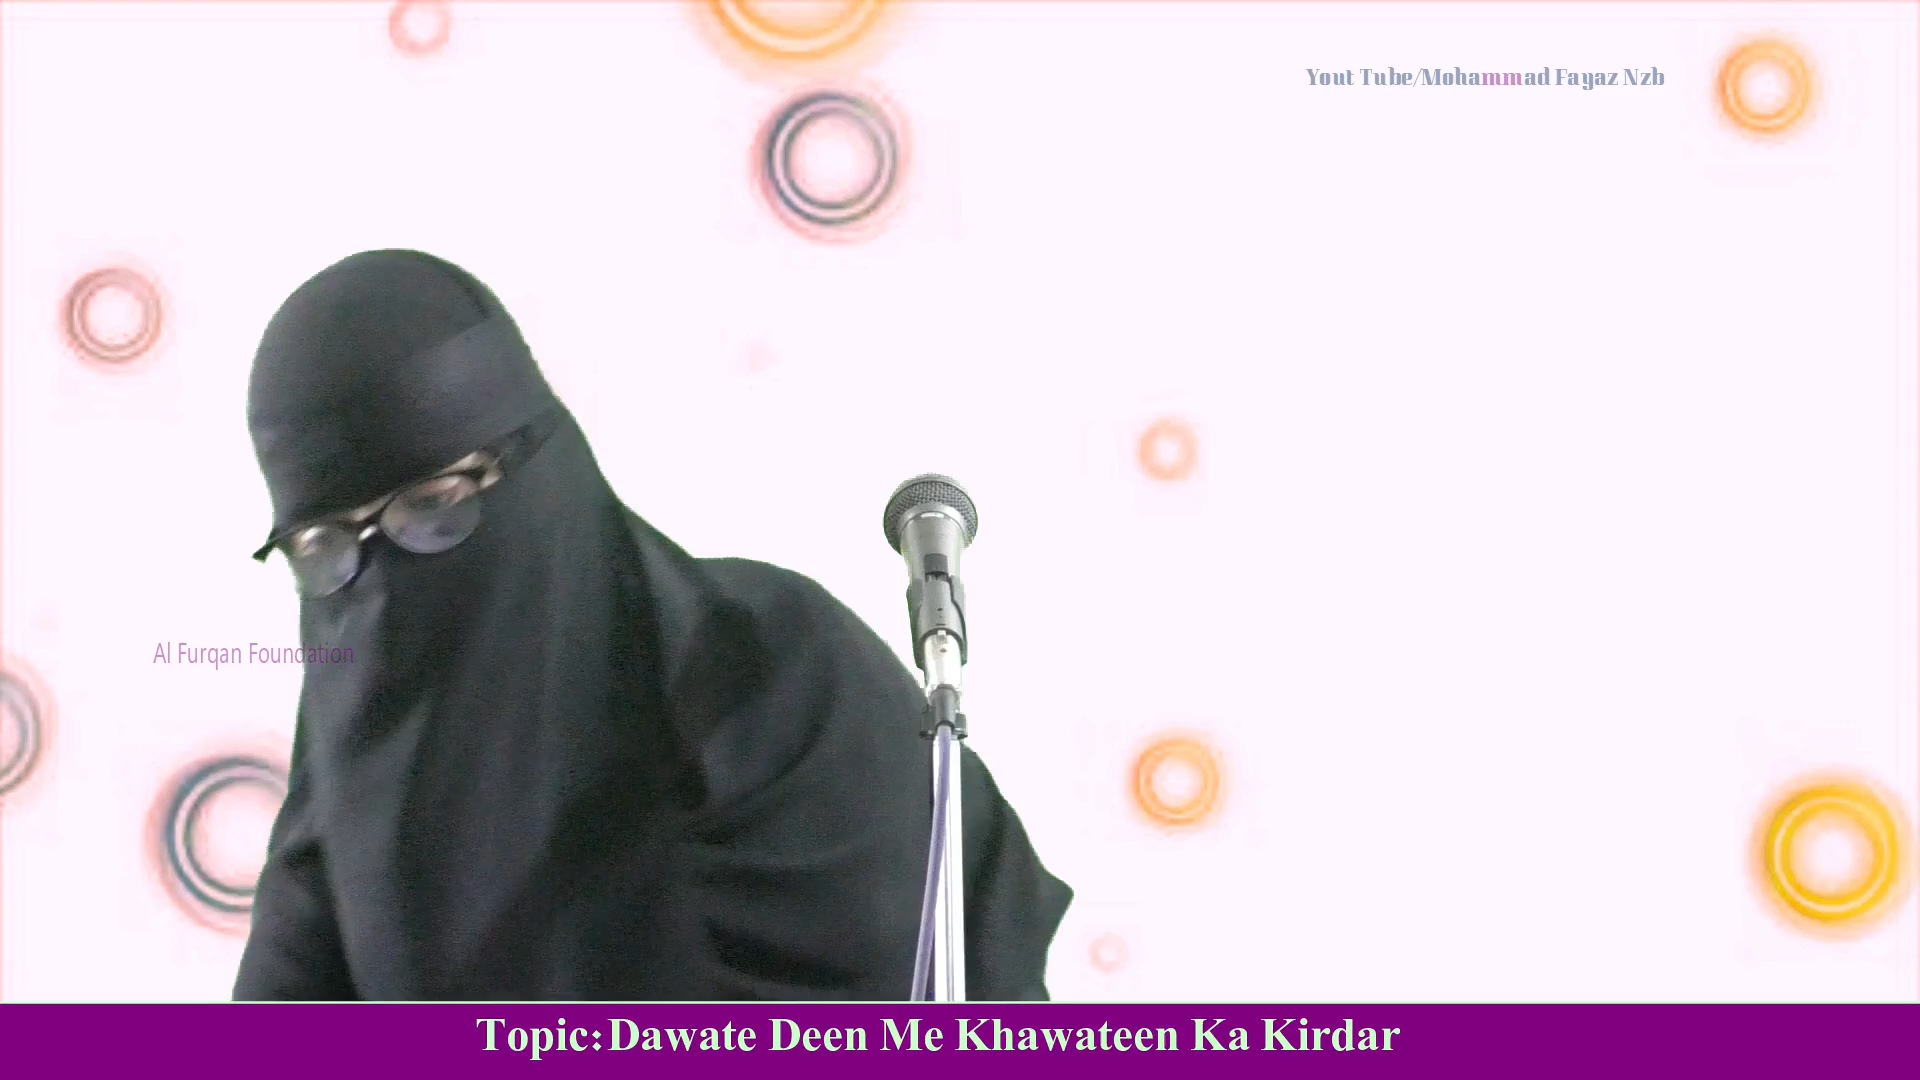 Yout Tube/Mohammad Fayaz Nzb
Al Furqan Foundation
Topic:Dawate Deen Me Khawateen Ka Kirdar